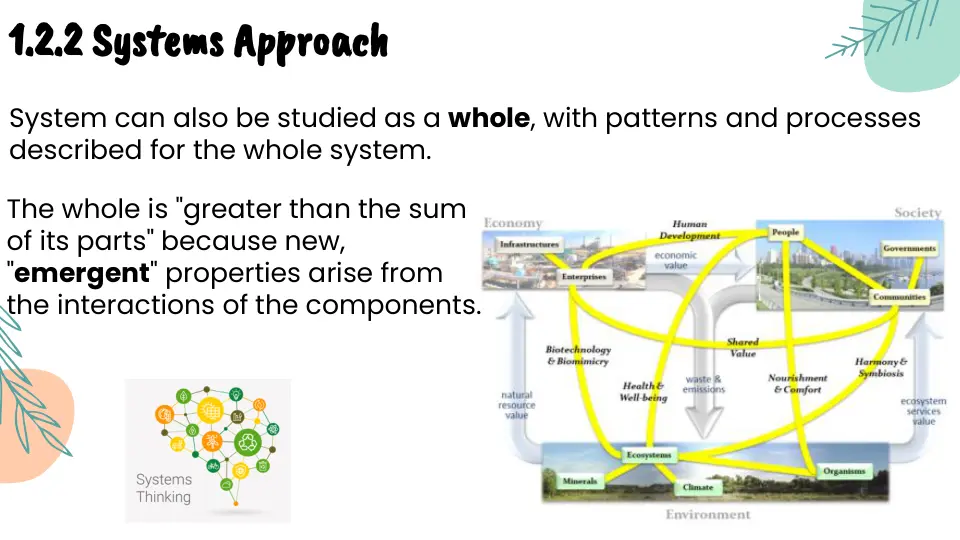 1.2.2 Systems Approach
System can also be studied as a whole, with patterns and processes
described for the whole system.
The whole is "greater than the sum
of its parts" because new,
"emergent" properties arise from
the interactions of the components.
Systems
Thinking
Economy
Society
Infrastructures
Enterprises
Human
Development
economic
value
People
Governments
Communities
Shared
Value
Biotechnology
& Biomimicry
Health &
Well-being
waste &
emissions
Nourishment
& Comfort
Harmony &
Symbiosis
natural
resource
value
ecosystem
services
value
Ecosystems
Minerals
Climate
Organisms
Environment